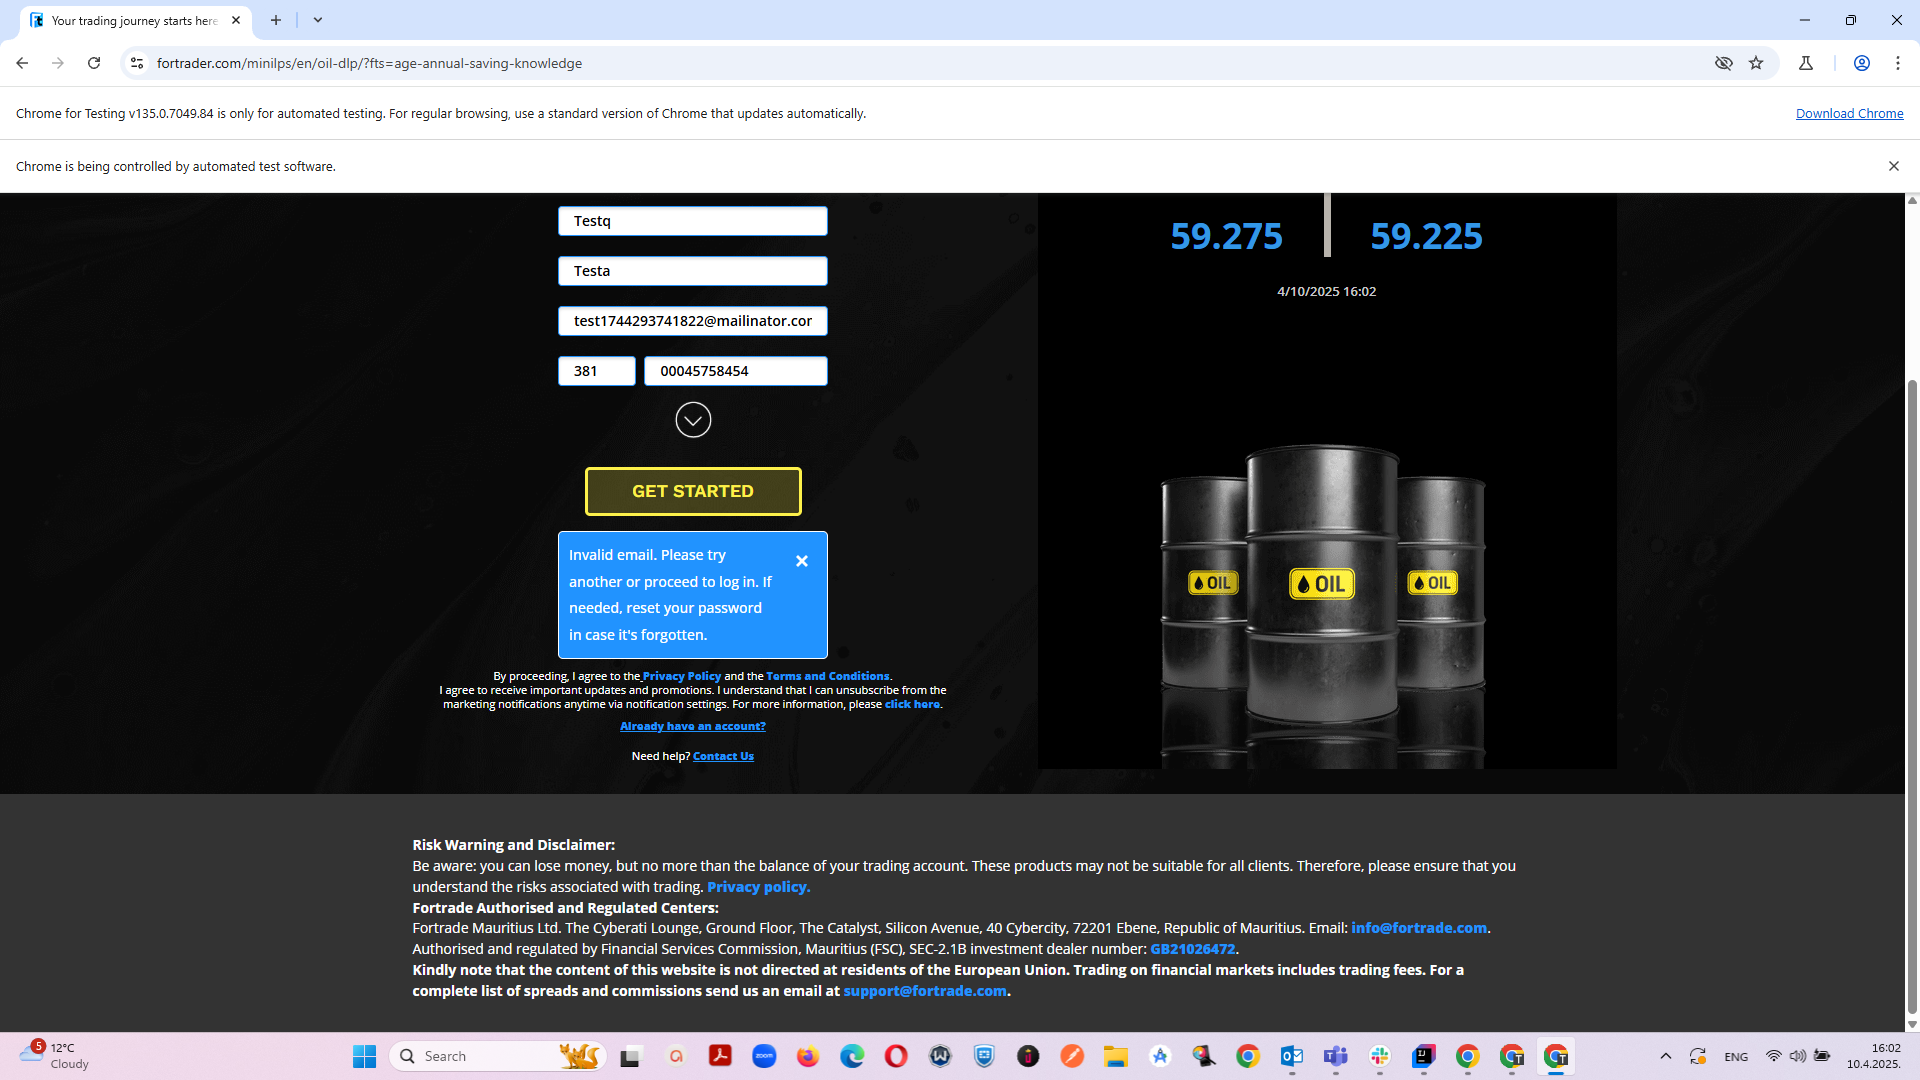 Your trading journey starts here
fortrader.com/minilps/en/oil-dlp/?fts=age-annual-saving-knowledge
Chrome for Testing v135.0.7049.84 is only for automated testing. For regular browsing, use a standard version of Chrome that updates automatically.
Download Chrome
Chrome is being controlled by automated test software.
Testq
Testa
test1744293741822@mailinator.cor
381
00045758454
GET STARTED
Invalid email. Please try
another or proceed to log in. If
needed, reset your password
in case it's forgotten.
By proceeding, I agree to the Privacy Policy and the Terms and Conditions.
I agree to receive important updates and promotions. I understand that I can unsubscribe from the
marketing notifications anytime via notification settings. For more information, please click here.
Already have an account?
Need help? Contact Us
59.275
59.225
4/10/2025 16:02
OIL
OIL
OIL
Risk Warning and Disclaimer:
Be aware: you can lose money, but no more than the balance of your trading account. These products may not be suitable for all clients. Therefore, please ensure that you
understand the risks associated with trading. Privacy policy.
Fortrade Authorised and Regulated Centers:
Fortrade Mauritius Ltd. The Cyberati Lounge, Ground Floor, The Catalyst, Silicon Avenue, 40 Cybercity, 72201 Ebene, Republic of Mauritius. Email: info@fortrade.com.
Authorised and regulated by Financial Services Commission, Mauritius (FSC), SEC-2.1B investment dealer number: GB21026472.
Kindly note that the content of this website is not directed at residents of the European Union. Trading on financial markets includes trading fees. For a
complete list of spreads and commissions send us an email at support@fortrade.com.
5
12°C
Cloudy
Search
zoom
ENG
16:02
10.4.2025.